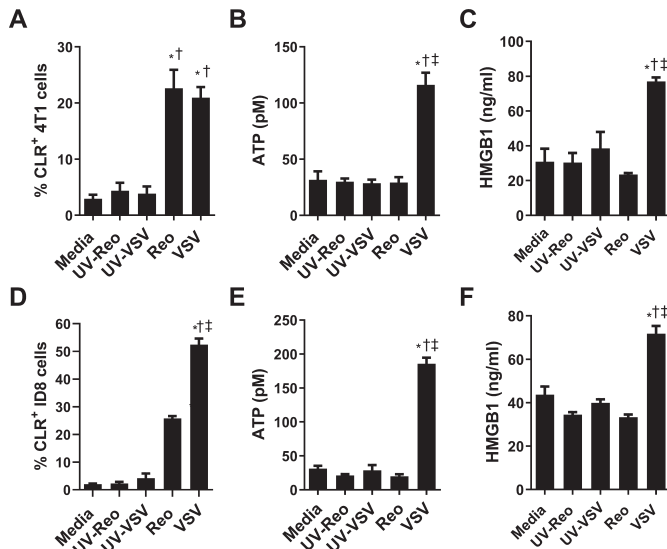 A
% CLR⁺ 4T1 cells
30
20
10
0
*†
*†
Media
UV-Reo
UV-VSV
Reo
VSV
B
ATP (pM)
150
100
50
0
*†‡
Media
UV-Reo
UV-VSV
Reo
VSV
C
HMGB1 (ng/ml)
100
80
60
40
20
0
*†‡
Media
UV-Reo
UV-VSV
Reo
VSV
D
% CLR⁺ ID8 cells
60
50
40
30
20
10
0
*†‡
Media
UV-Reo
UV-VSV
Reo
VSV
E
ATP (pM)
250
200
150
100
50
0
*†‡
Media
UV-Reo
UV-VSV
Reo
VSV
F
HMGB1 (ng/ml)
80
60
40
20
0
*†‡
Media
UV-Reo
UV-VSV
Reo
VSV